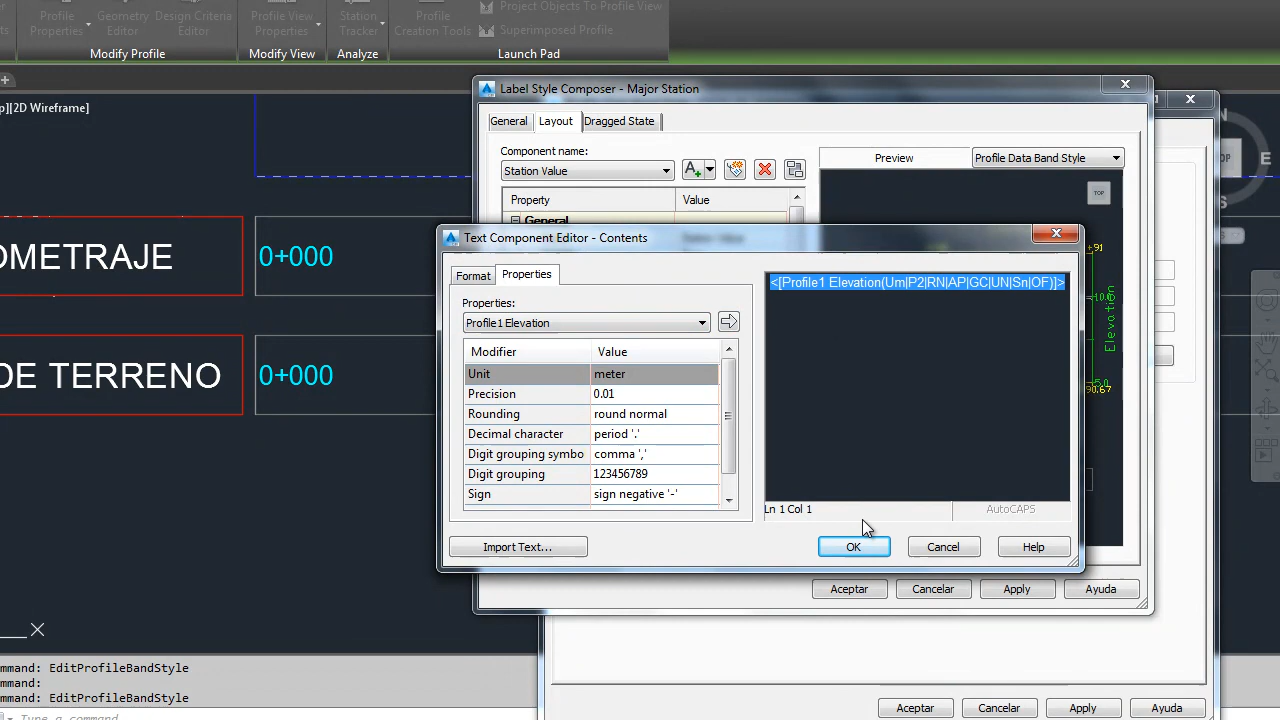 Profile
Properties
Geometry
Editor
Design Criteria
Editor
Profile View
Properties
Station
Tracker
Profile
Creation Tools
Project Objects To Profile View
Superimposed Profile
Modify Profile
Modify View
Analyze
Launch Pad
p][2D Wireframe]
Label Style Composer - Major Station
General
Layout
Dragged State
Component name:
Station Value
Preview
Profile Data Band Style
Property
Value
General
TOP
OMETRAJE
0+000
DE TERRENO
0+000
Text Component Editor - Contents
Format
Properties
Properties:
Profile1 Elevation
Modifier
Value
Unit
meter
Precision
0.01
Rounding
round normal
Decimal character
period '.'
Digit grouping symbo
comma ','
Digit grouping
123456789
Sign
sign negative '-'
<[Profile1 Elevation(Um|P2|RN|AP|GC|UN|Sn|OF)]>
Ln 1 Col 1
AutoCAPS
Import Text...
OK
Cancel
Help
Elevation
90.67
E
S
Aceptar
Cancelar
Apply
Ayuda
mmand: EditProfileBandStyle
mmand:
mmand: EditProfileBandStyle
Type a command
Aceptar
Cancelar
Apply
Ayuda